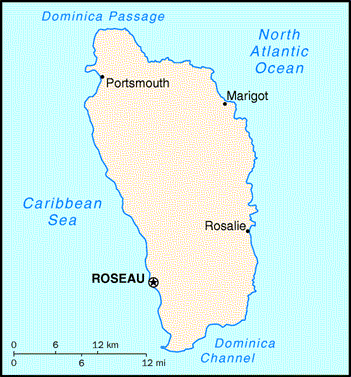 Dominica Passage
North
Atlantic
Ocean
Portsmouth
Marigot
Caribbean
Sea
Rosalie
ROSEAU
Dominica
Channel
0 6 12 km
0 6 12 mi